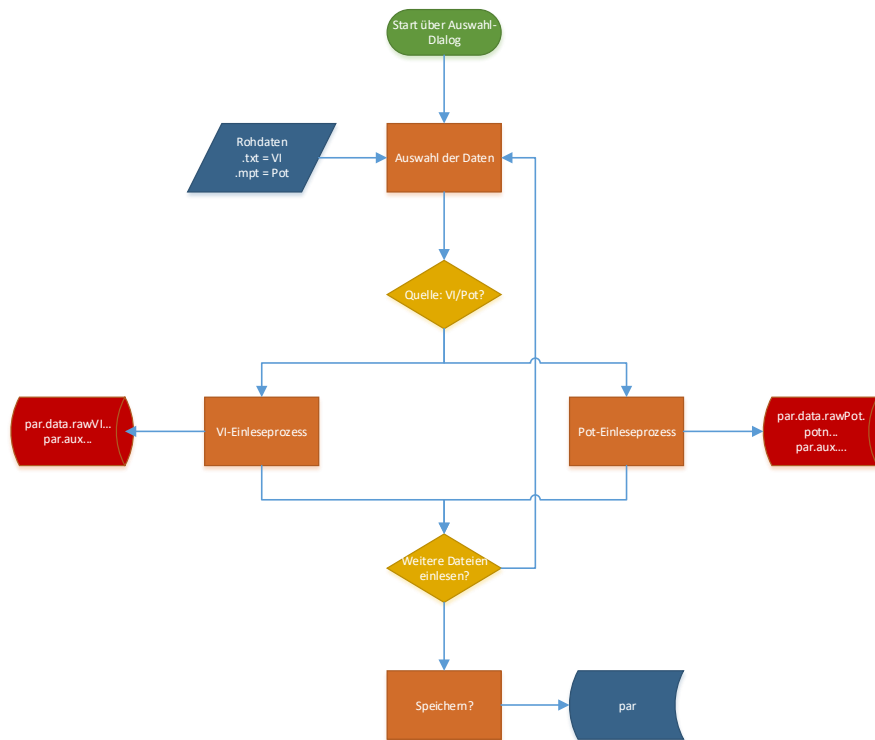 Start über Auswahl-
DIalog
Rohdaten
.txt = VI
.mpt = Pot
Auswahl der Daten
Quelle: VI/Pot?
par.data.rawVI...
par.aux...
VI-Einleseprozess
Pot-Einleseprozess
par.data.rawPot.
potn...
par.aux....
Weitere Dateien
einlesen?
Speichern?
par